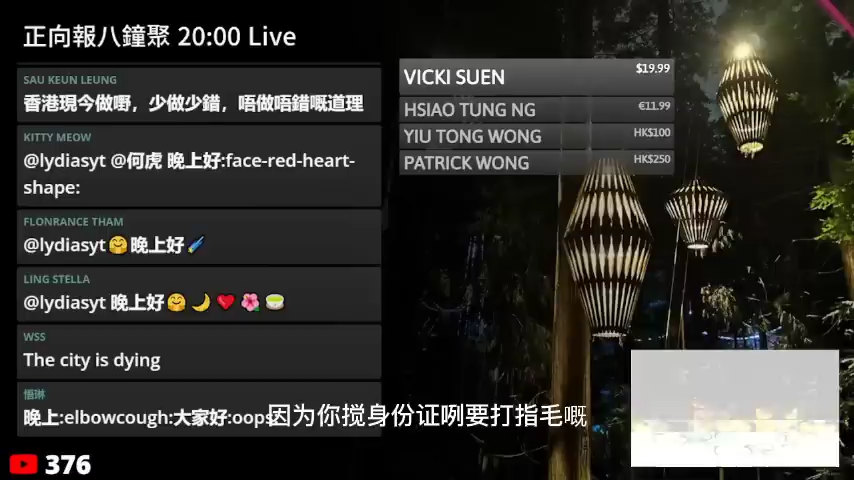 正向報八鐘聚 20:00 Live
SAU KEUN LEUNG
香港現今做嘢，少做少錯，唔做唔錯嘅道理
KITTY MEOW
@lydiasyt @何虎 晚上好:face-red-heart-
shape:
FLONRANCE THAM
@lydiasyt🤗晚上好
LING STELLA
@lydiasyt 晚上好🤗🌙❤️🌺🍵
WSS
The city is dying
悟琳
晚上:elbowcough:大家好:oops
376
VICKI SUEN $19.99
HSIAO TUNG NG €11.99
YIU TONG WONG HK$100
PATRICK WONG HK$250
因为你搅身份证咧要打指毛嘅